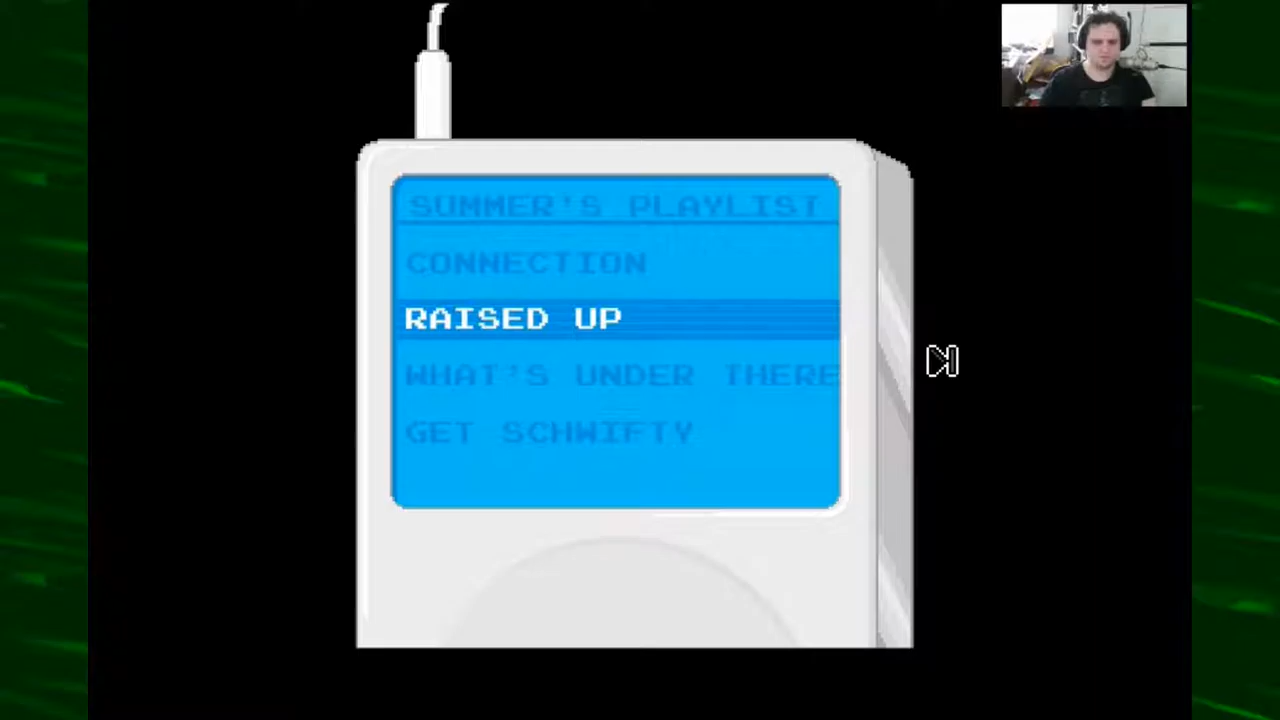 SUMMER'S PLAYLIST
CONNECTION
RAISED UP
WHAT'S UNDER THERE
GET SCHWIFTY